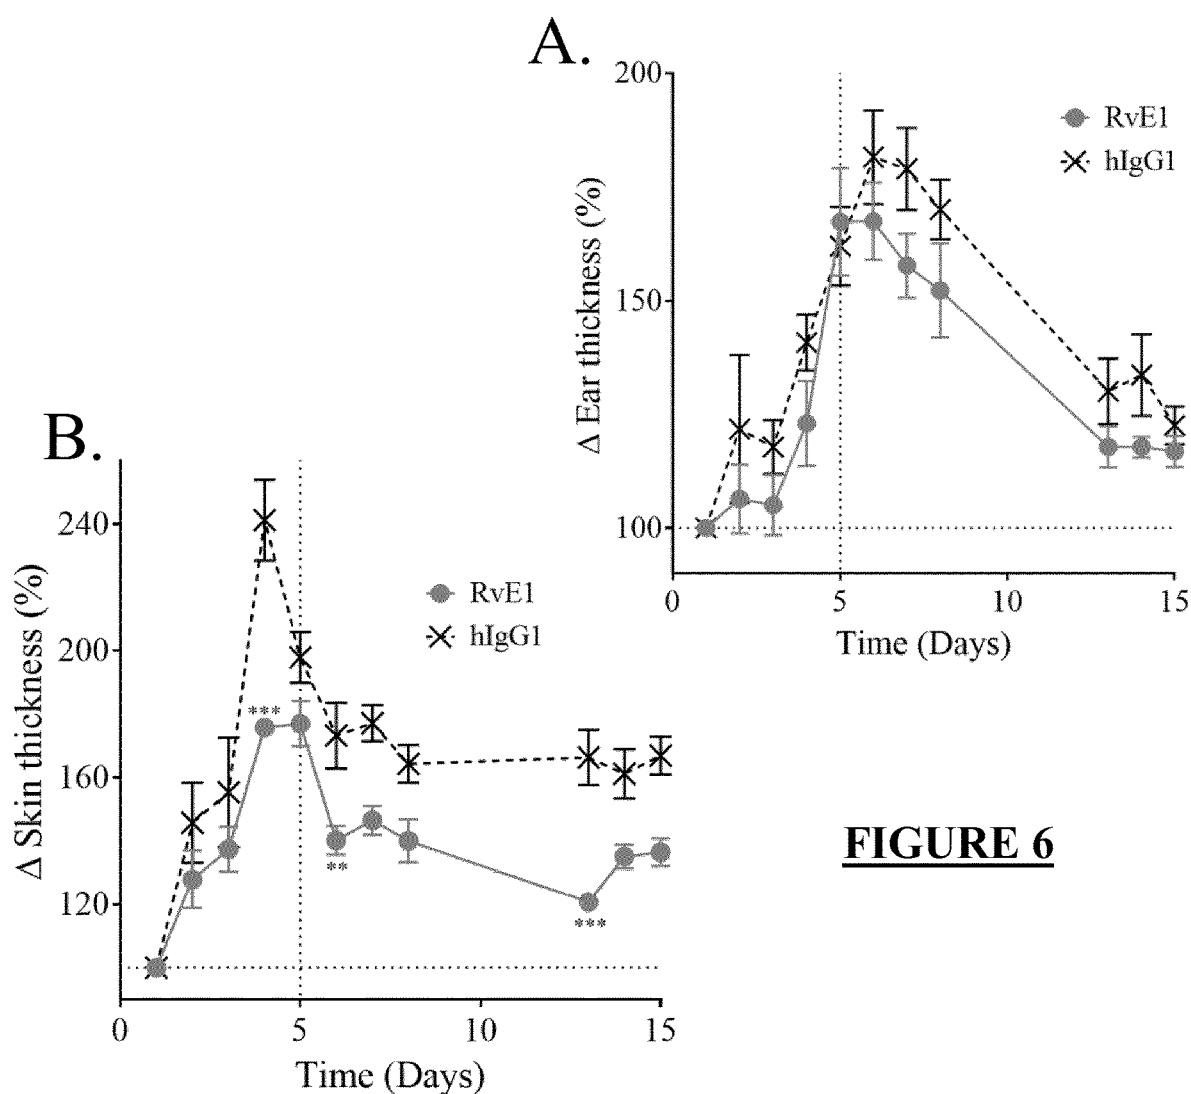 A.
200
150
100
Δ Ear thickness (%)
RvE1
hIgG1
0
5
10
15
Time (Days)
B.
240
200
160
120
Δ Skin thickness (%)
RvE1
hIgG1
***
**
***
0
5
10
15
Time (Days)
FIGURE 6